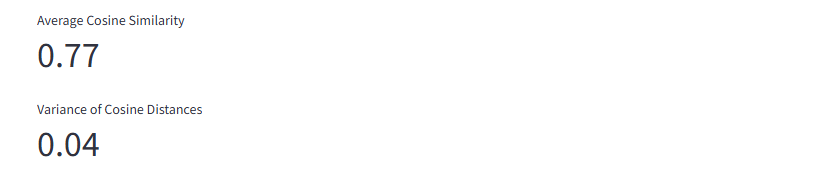 Average Cosine Similarity
0.77
Variance of Cosine Distances
0.04